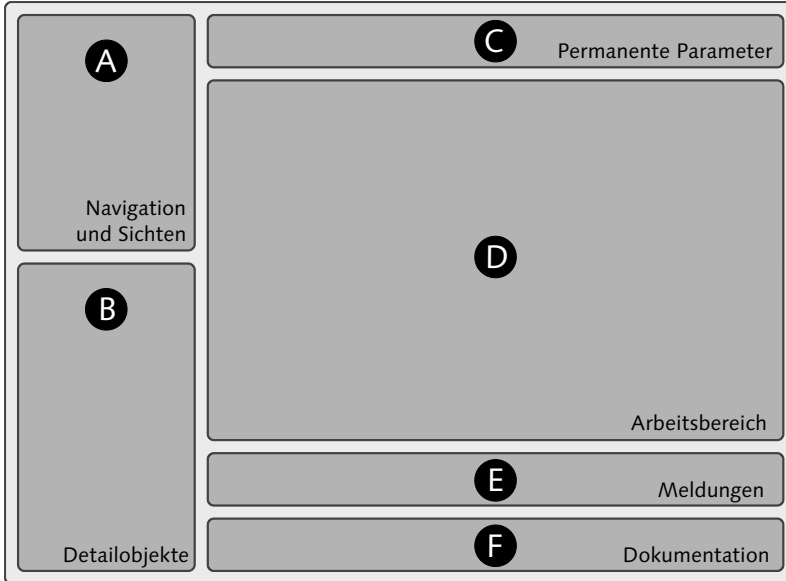 A
Navigation
und Sichten
B
Detailobjekte
C
Permanente Parameter
D
Arbeitsbereich
E
Meldungen
F
Dokumentation